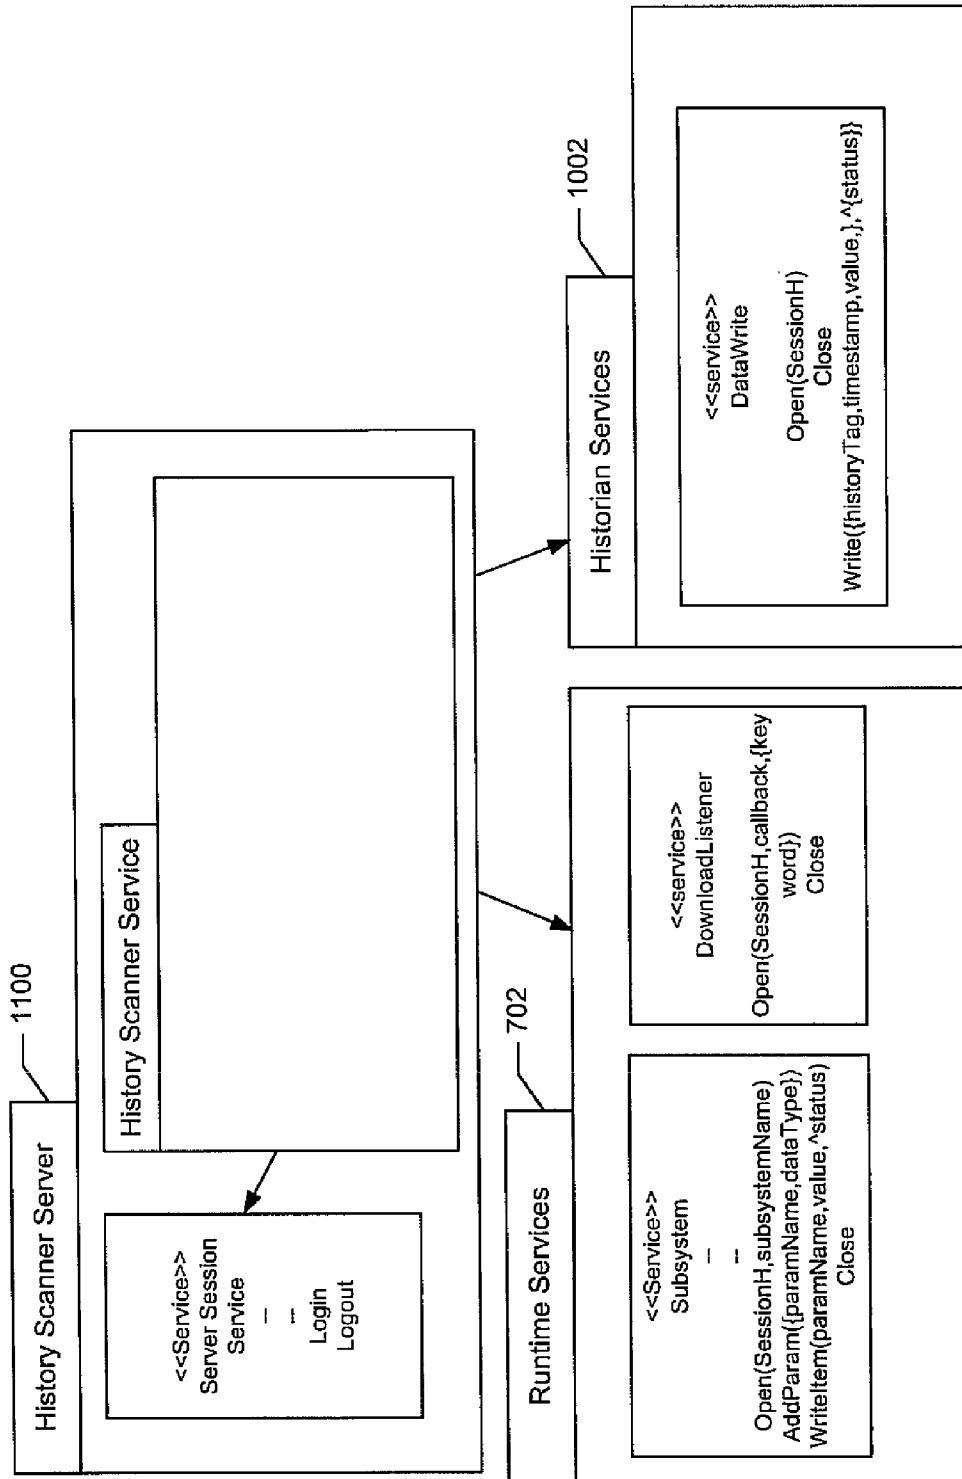 History Scanner Server
1100
<<Service>>
Server Session
Service
--
--
Login
Logout
History Scanner Service
Runtime Services
702
<<Service>>
Subsystem
--
--
Open(SessionH,subsystemName)
AddParam({paramName,dataType})
WriteItem(paramName,value,^status)
Close
<<service>>
DownloadListener
Open(SessionH,callback,{key
word})
Close
Historian Services
1002
<<service>>
DataWrite
Open(SessionH)
Close
Write({historyTag,timestamp,value,},^{status}}